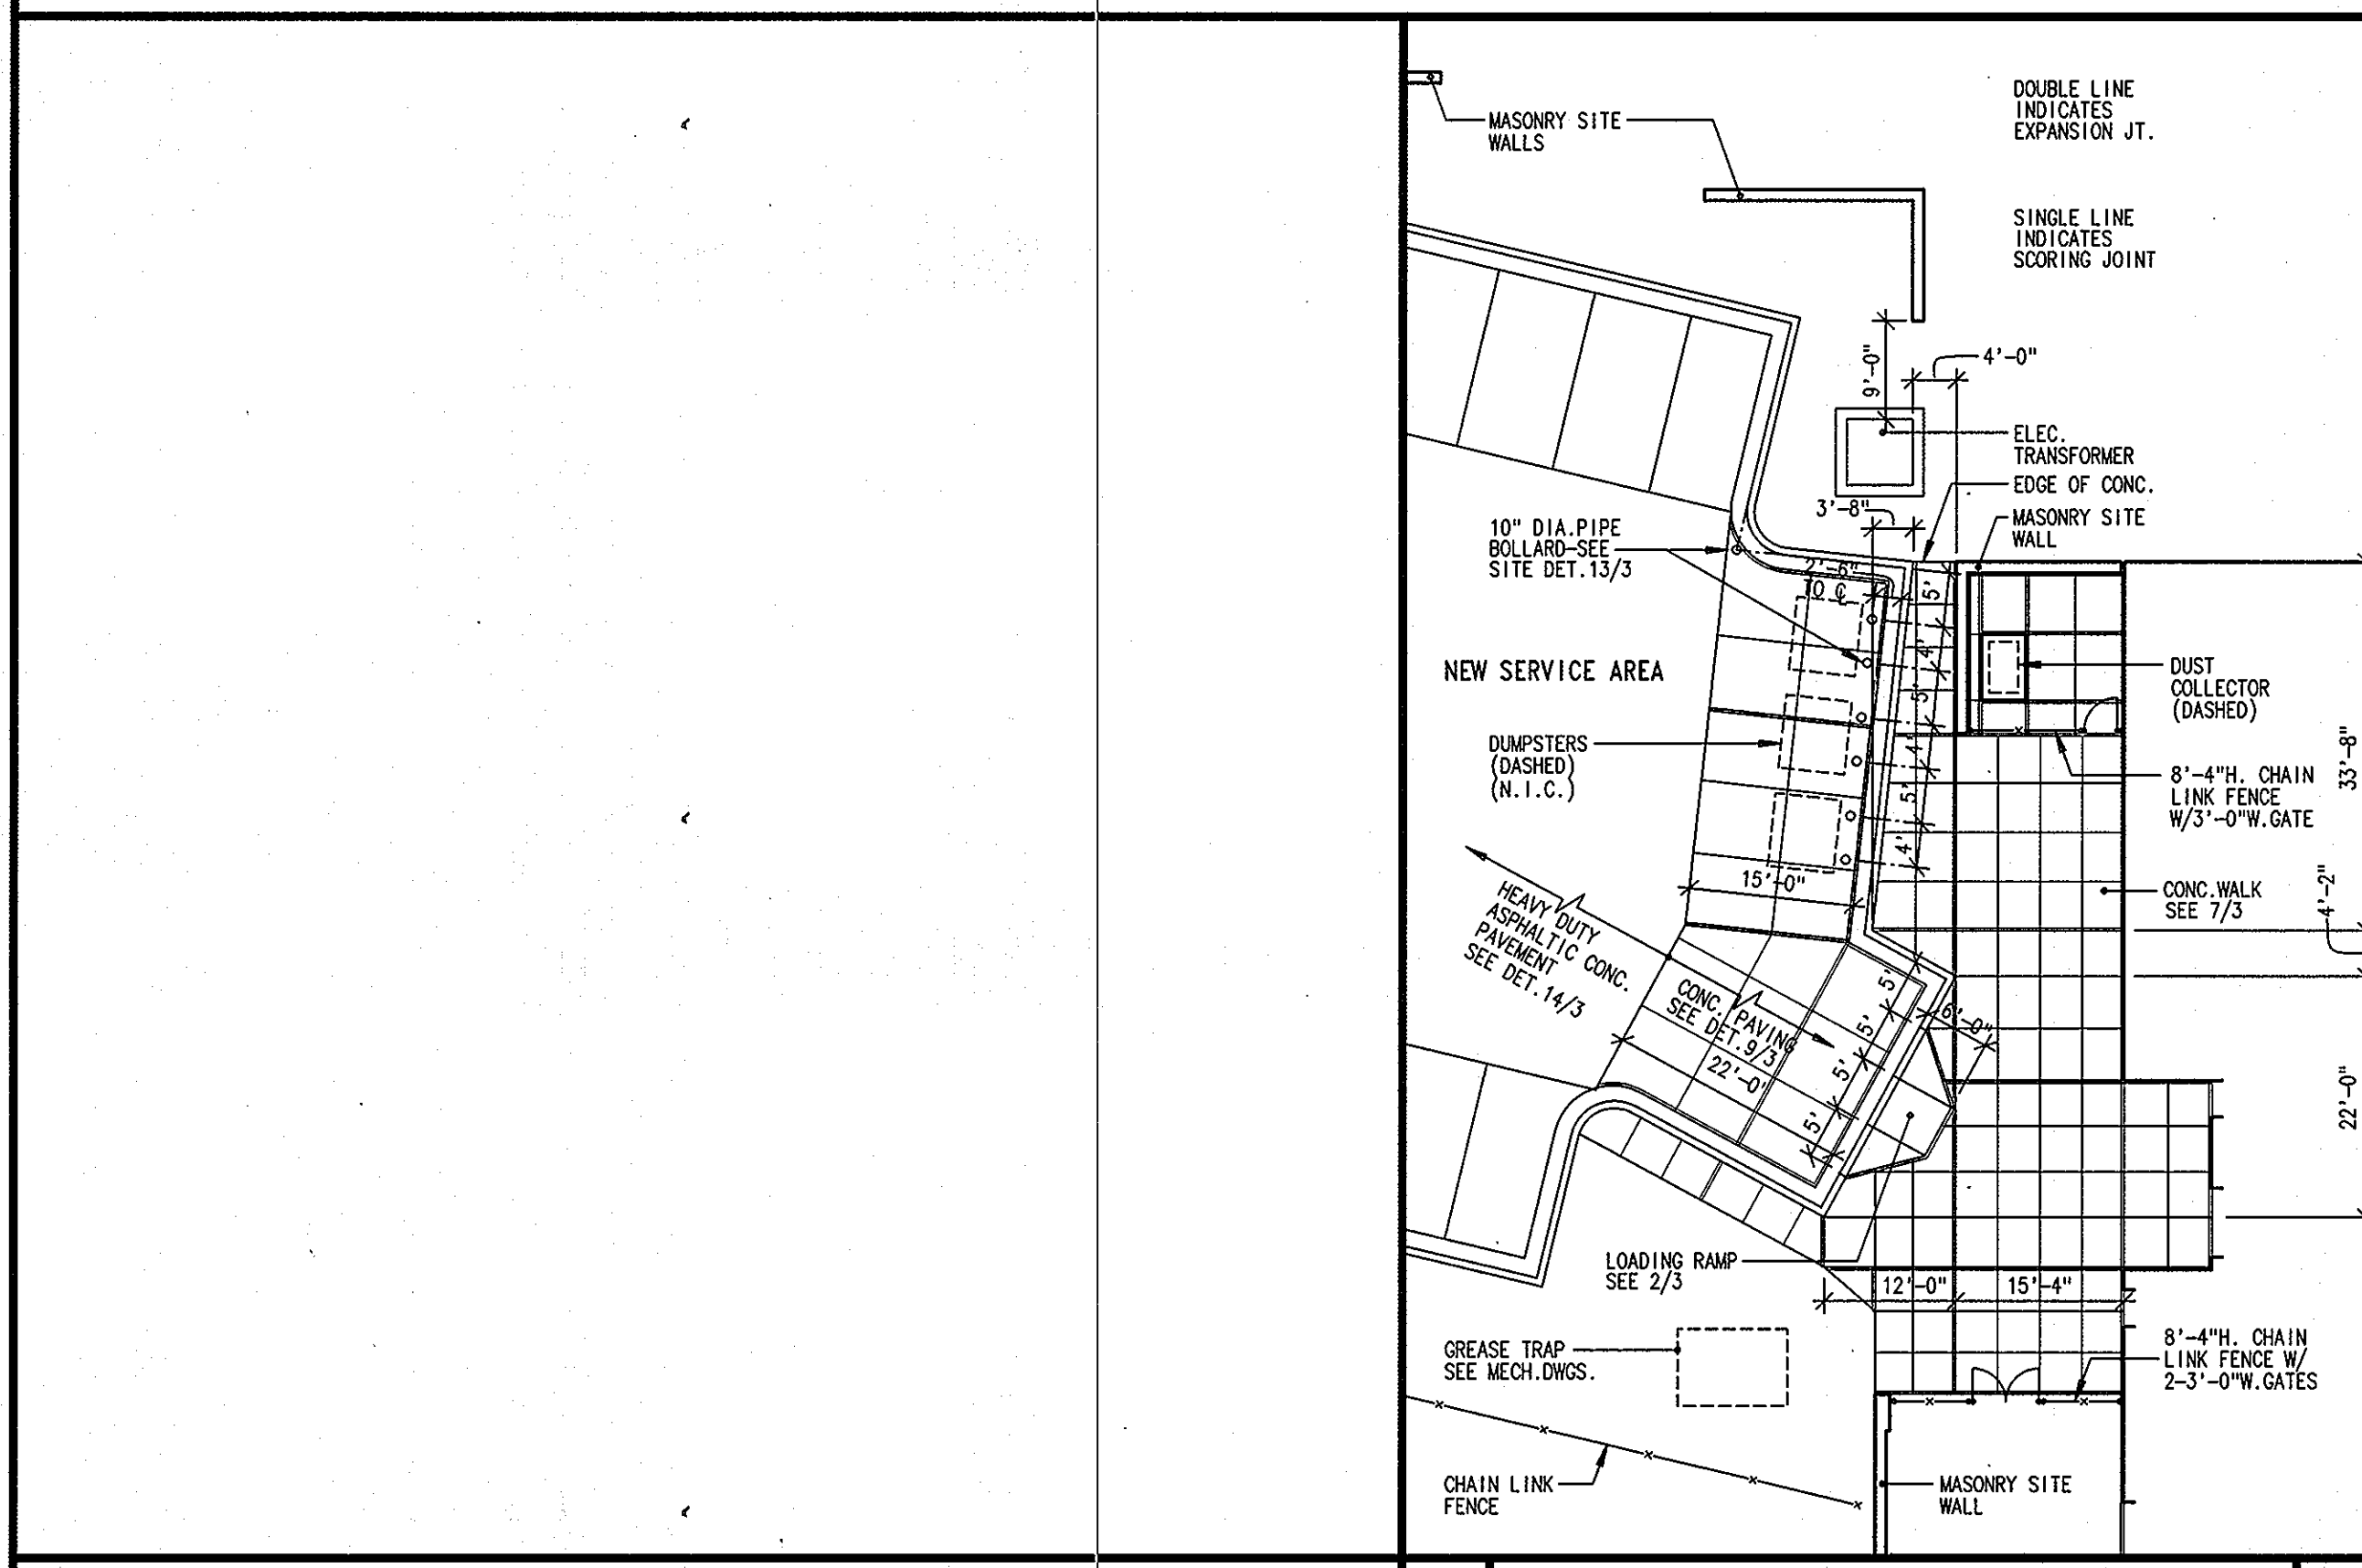 DOUBLE LINE
INDICATES
EXPANSION JT.
MASONRY SITE
WALLS
SINGLE LINE
INDICATES
SCORING JOINT
9'-0"
4'-0"
ELEC.
TRANSFORMER
EDGE OF CONC.
3'-8"
MASONRY SITE
WALL
10" DIA.PIPE
BOLLARD-SEE
SITE DET.13/3
2'-6"
TO ℄
5'
4'
5'
4'
5'
4'
NEW SERVICE AREA
DUST
COLLECTOR
(DASHED)
DUMPSTERS
(DASHED)
(N.I.C.)
33'-8"
8'-4"H. CHAIN
LINK FENCE
W/3'-0"W.GATE
15'-0"
4'-2"
CONC.WALK
SEE 7/3
HEAVY DUTY
ASPHALTIC CONC.
PAVEMENT
SEE DET.14/3
CONC. PAVING
SEE DET.9/3
22'-0"
5'
5'
5'
5'
6'-0"
22'-0"
LOADING RAMP
SEE 2/3
12'-0"
15'-4"
GREASE TRAP
SEE MECH.DWGS.
8'-4"H. CHAIN
LINK FENCE W/
2-3'-0"W.GATES
CHAIN LINK
FENCE
MASONRY SITE
WALL